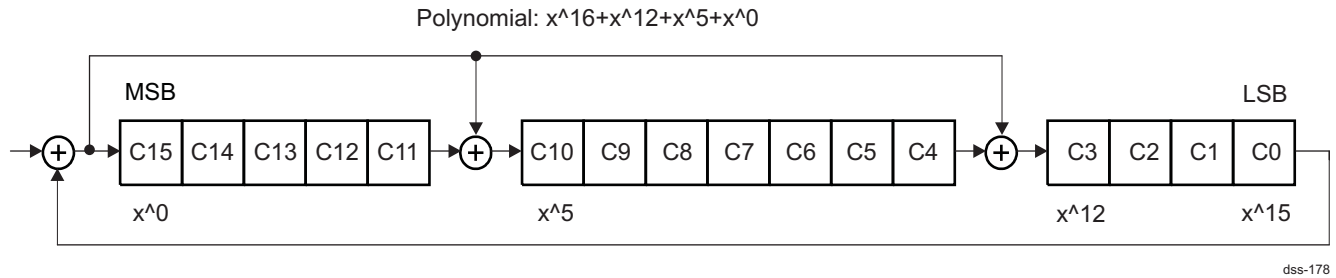 Polynomial: x^16+x^12+x^5+x^0
MSB
LSB
C15 C14 C13 C12 C11 C10 C9 C8 C7 C6 C5 C4 C3 C2 C1 C0
x^0 x^5 x^12 x^15
dss-178